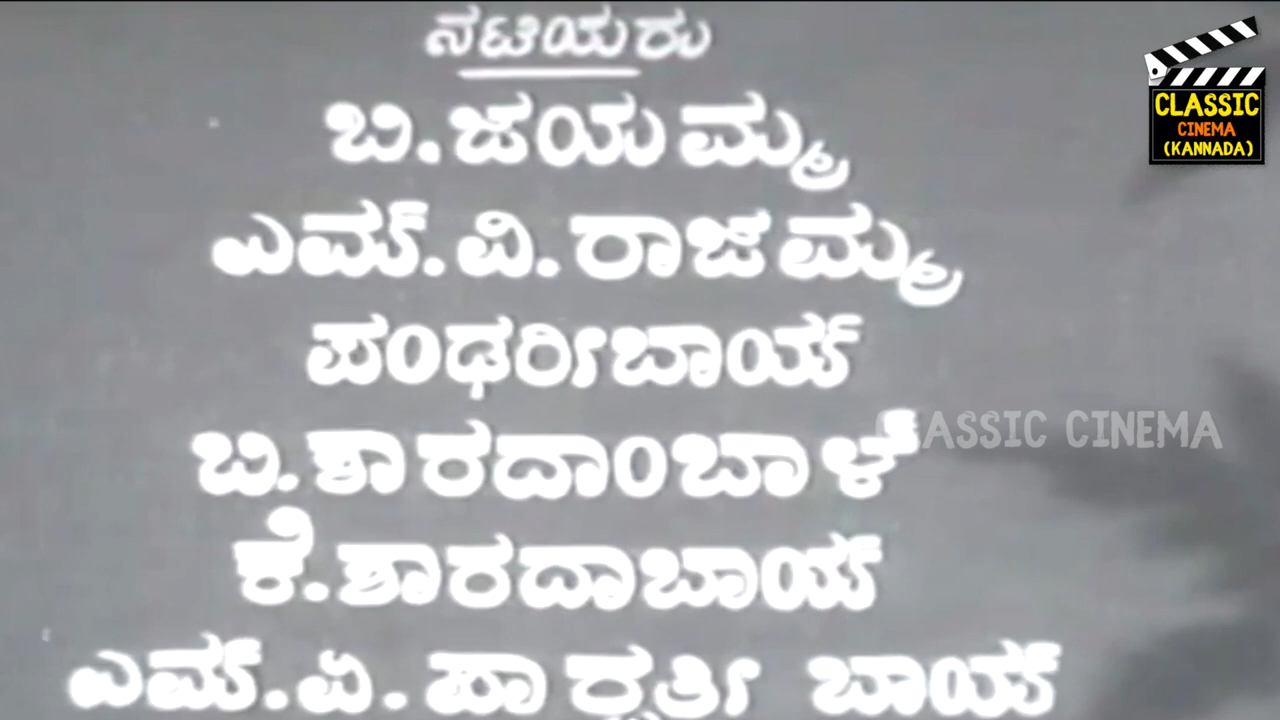 ನಟಿಯರು
CLASSIC
CINEMA
(KANNADA)
ಬಿ.ಜಯಮ್ಮ
ಎಮ್.ವಿ.ರಾಜಮ್ಮ
ಪಂಢರೀಬಾಯ್
ಬಿ.ಶಾರದಾಂಬಾಳ್
CLASSIC CINEMA
ಕೆ.ಶಾರದಾಬಾಯ್
ಎಮ್.ಏ.ಪಾರ್‍ವತೀ ಬಾಯ್